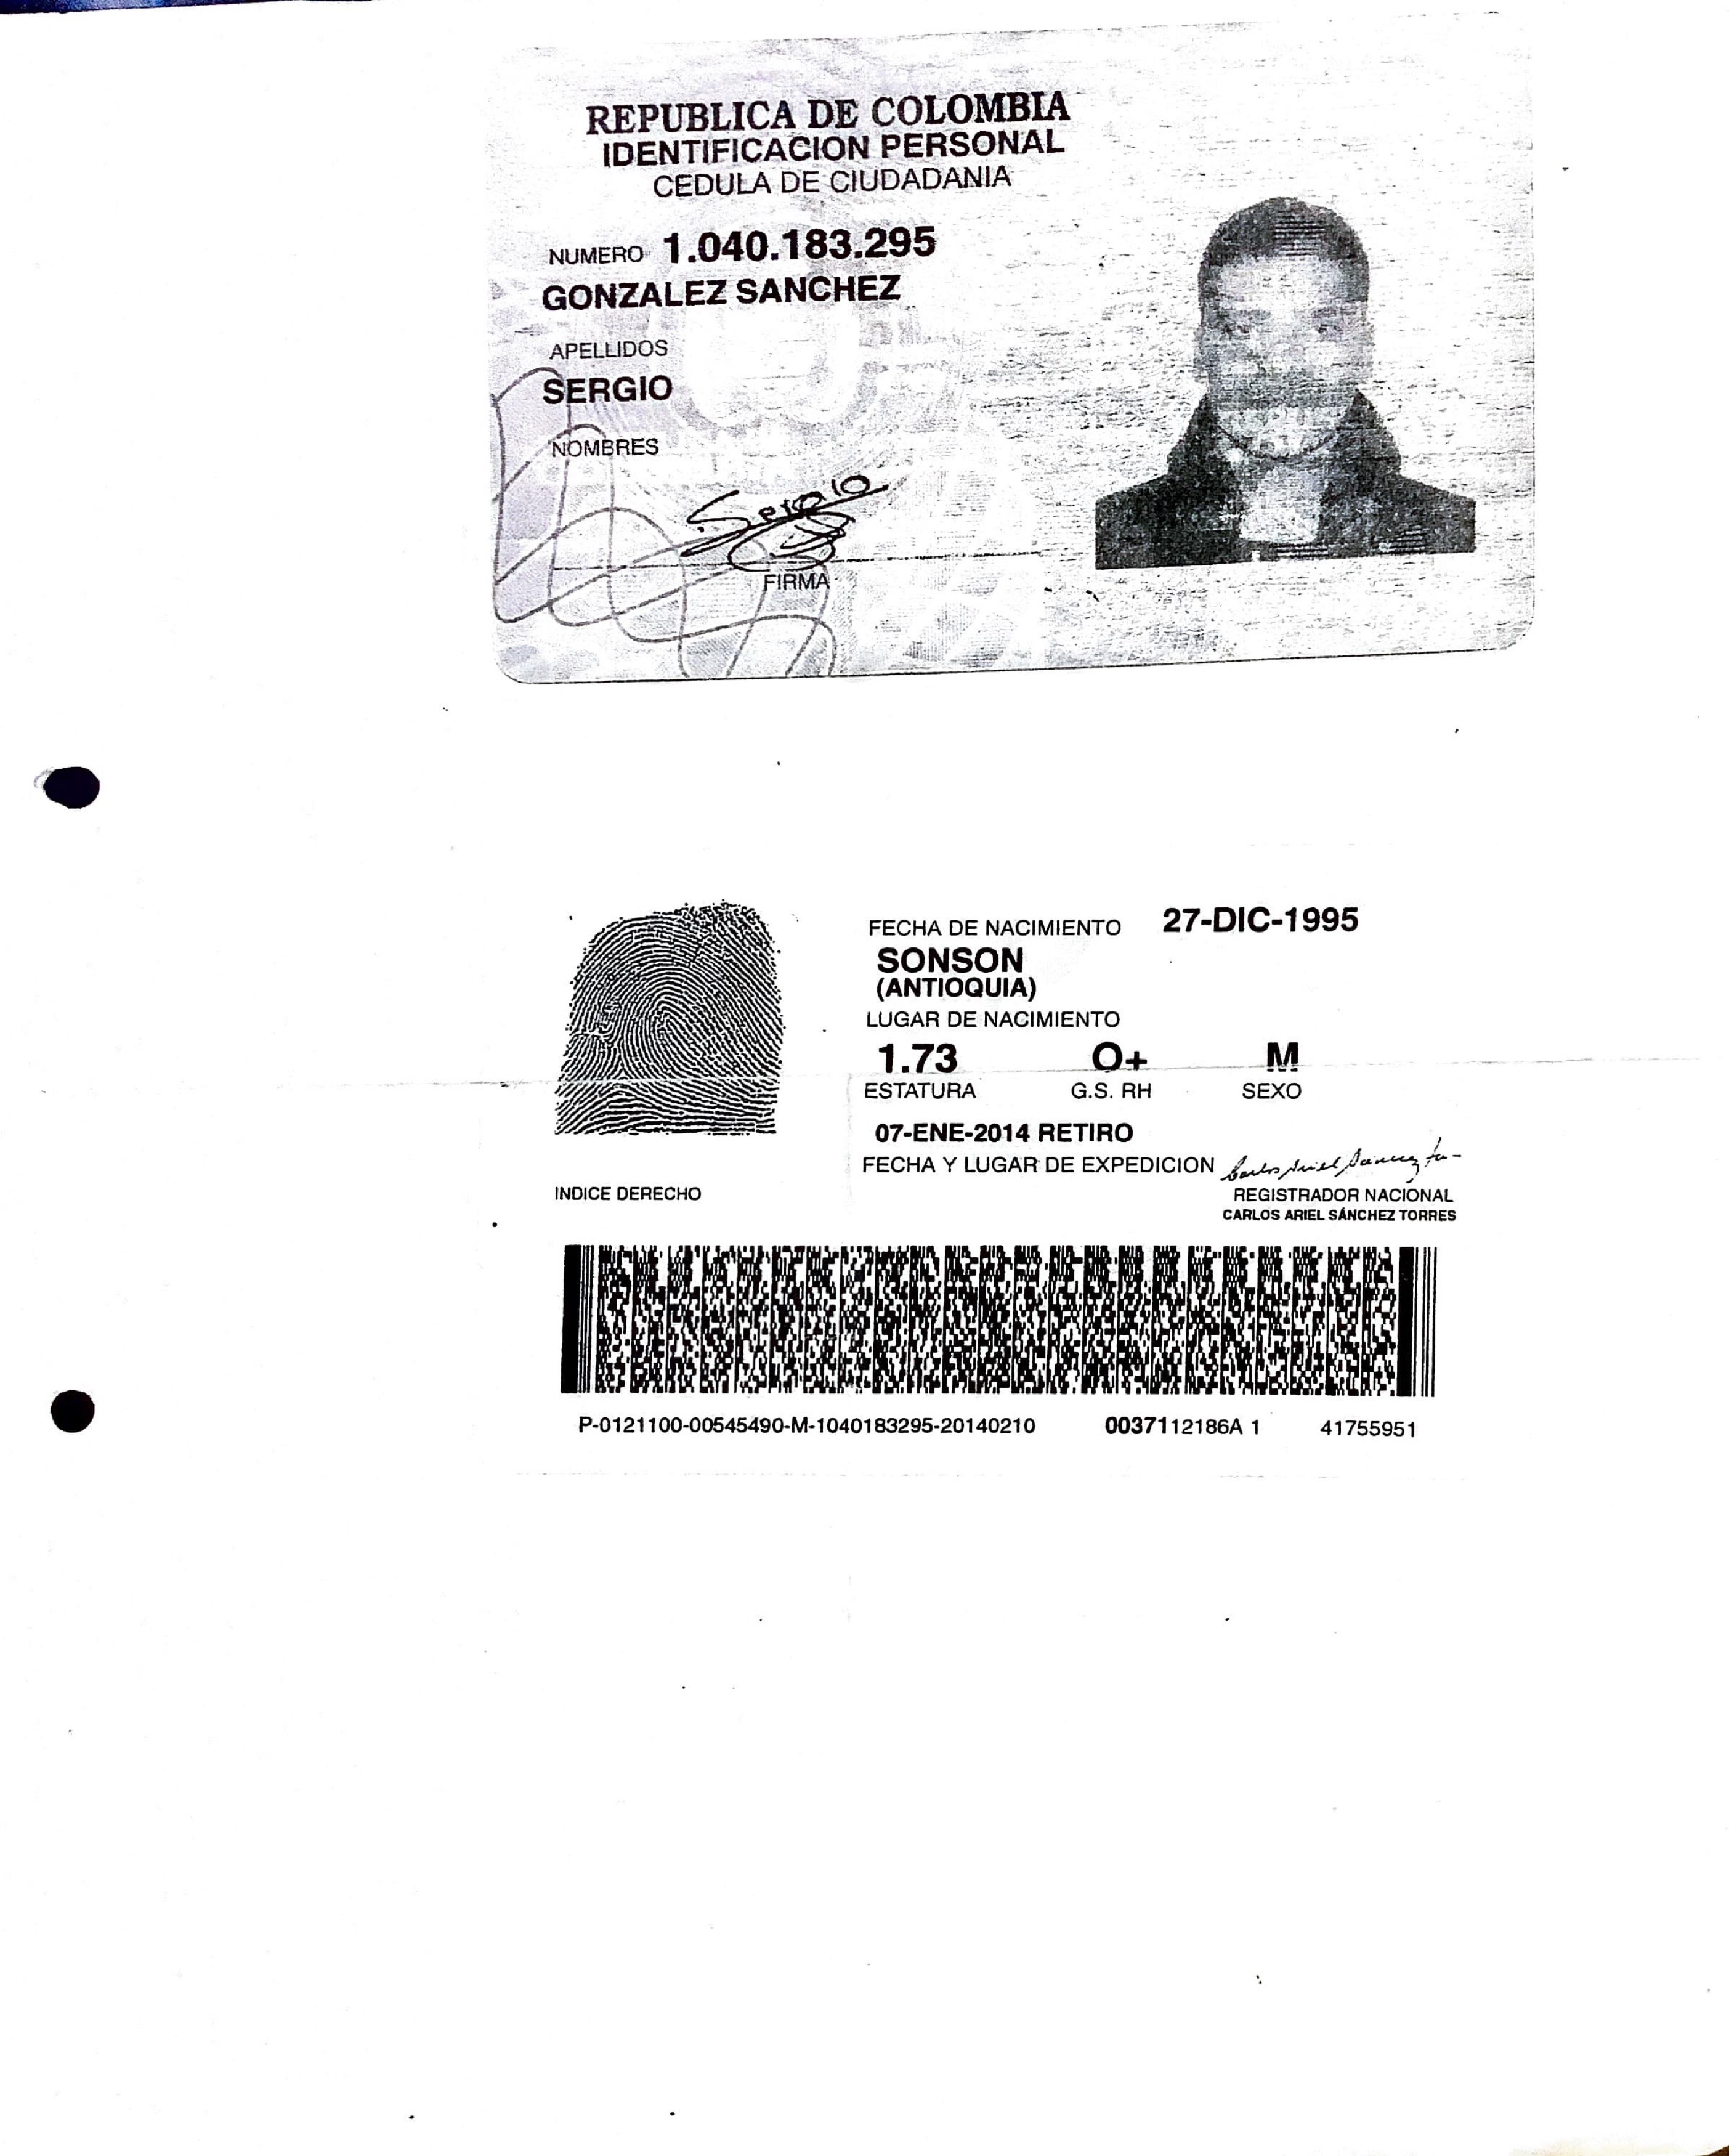 REPUBLICA DE COLOMBIA
IDENTIFICACION PERSONAL
CEDULA DE CIUDADANIA
NUMERO 1.040.183.295
GONZALEZ SANCHEZ
APELLIDOS
SERGIO
NOMBRES
Sergio
FIRMA
FECHA DE NACIMIENTO 27-DIC-1995
SONSON
(ANTIOQUIA)
LUGAR DE NACIMIENTO
1.73 O+ M
ESTATURA G.S. RH SEXO
07-ENE-2014 RETIRO
FECHA Y LUGAR DE EXPEDICION
INDICE DERECHO
REGISTRADOR NACIONAL
CARLOS ARIEL SÁNCHEZ TORRES
P-0121100-00545490-M-1040183295-20140210 0037112186A 1 41755951